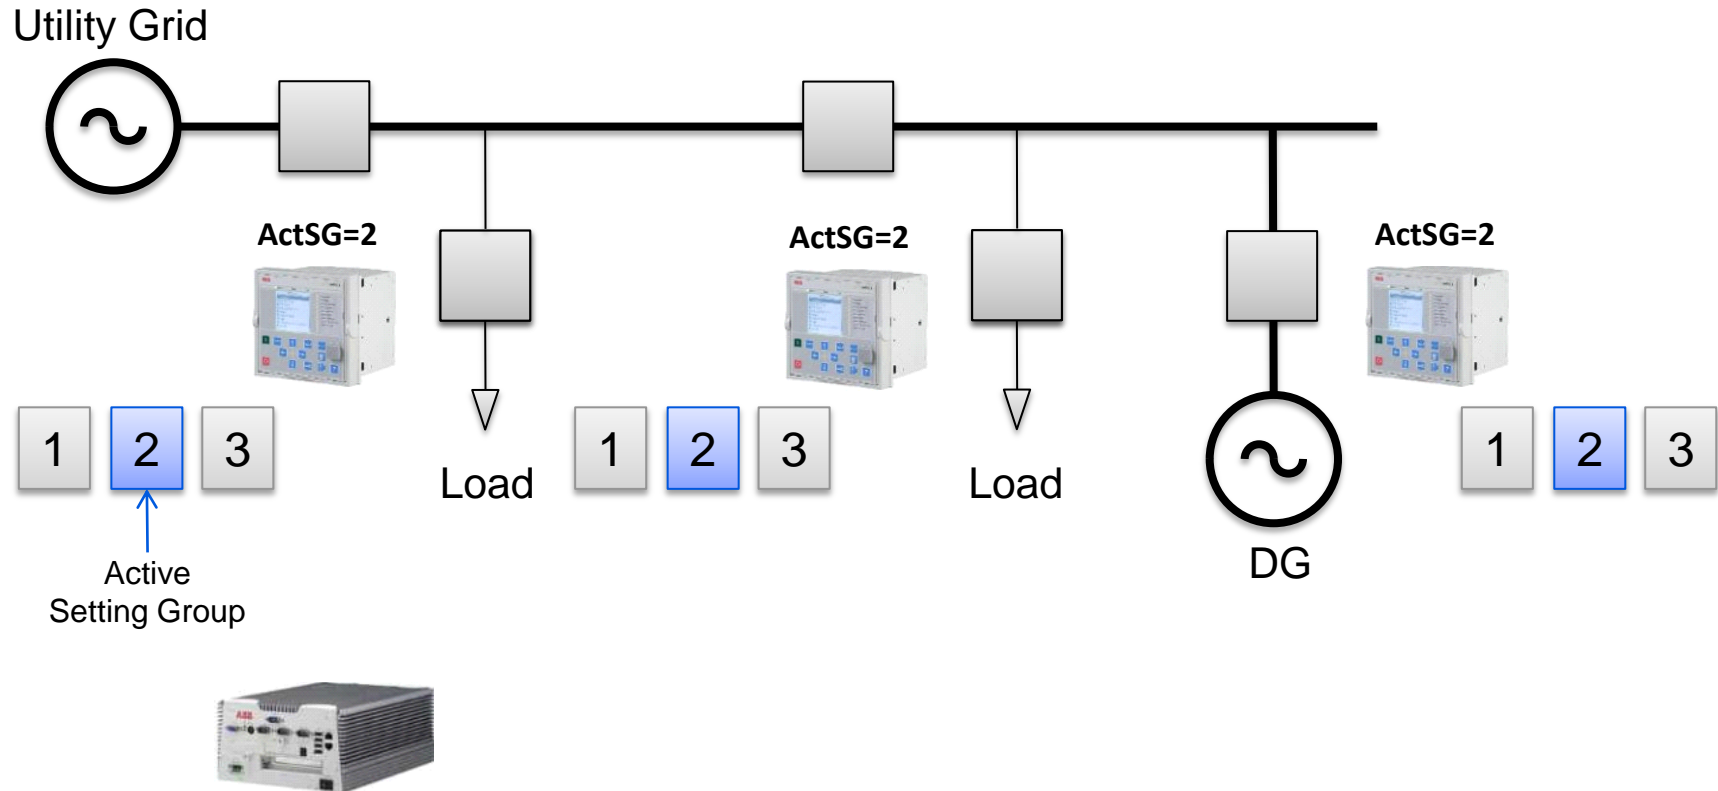 Utility Grid
ActSG=2
ActSG=2
ActSG=2
1 2 3
Load
1 2 3
Load
1 2 3
DG
Active
Setting Group
ABB